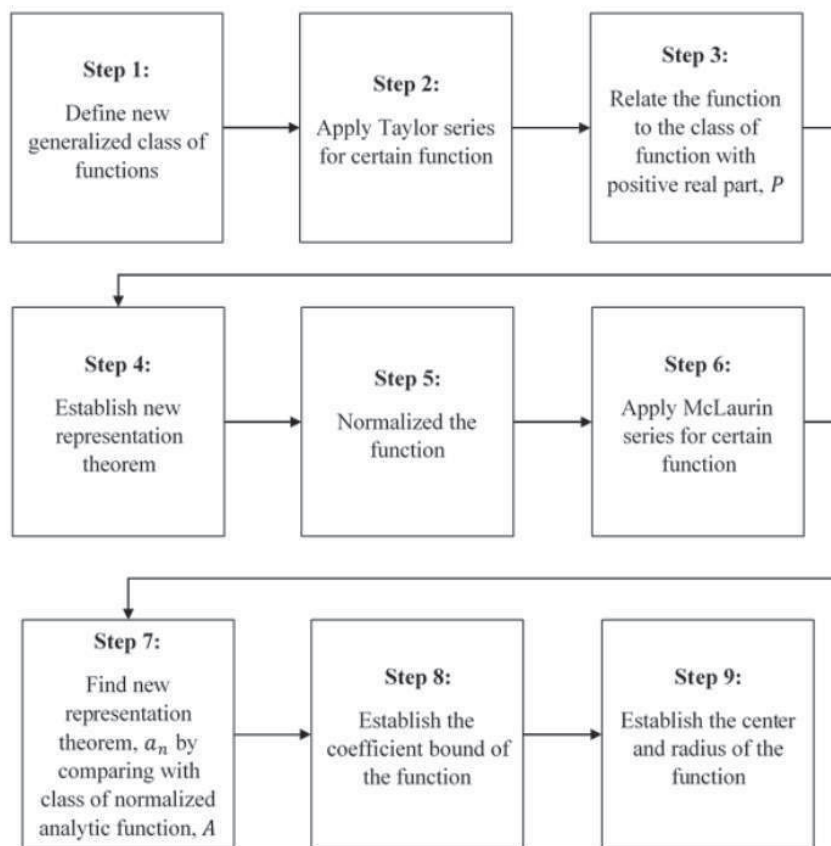 Step 1:
Define new
generalized class of
functions
Step 2:
Apply Taylor series
for certain function
Step 3:
Relate the function
to the class of
function with
positive real part, P
Step 4:
Establish new
representation
theorem
Step 5:
Normalized the
function
Step 6:
Apply McLaurin
series for certain
function
Step 7:
Find new
representation
theorem, aₙ by
comparing with
class of normalized
analytic function, A
Step 8:
Establish the
coefficient bound of
the function
Step 9:
Establish the center
and radius of the
function